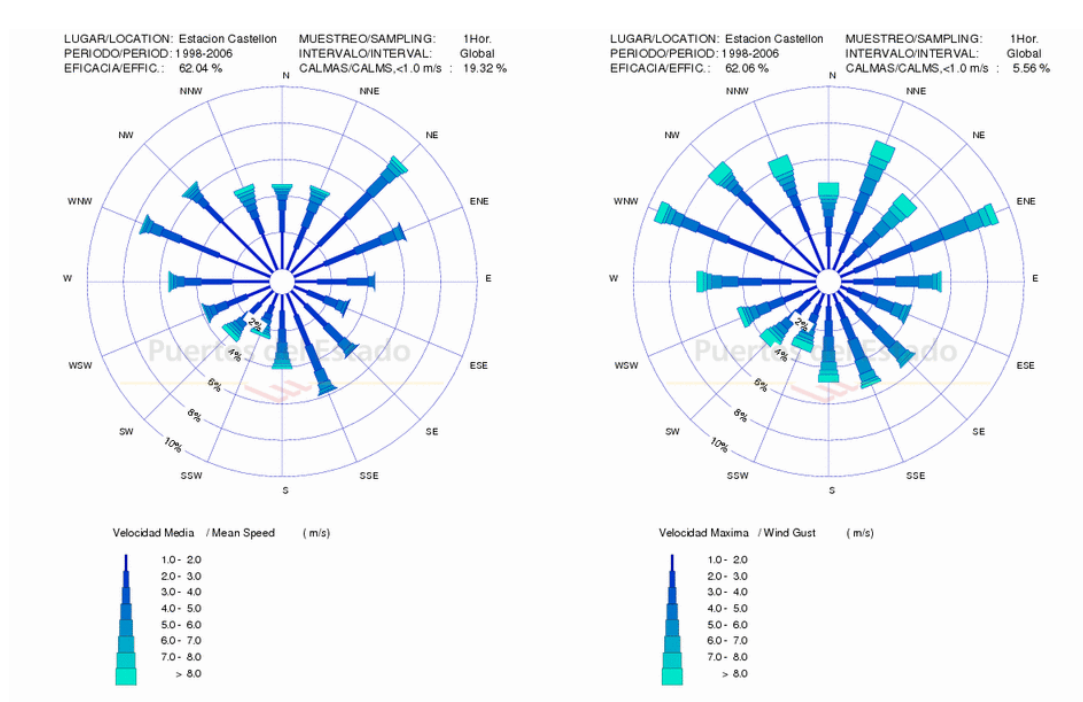 LUGAR/LOCATION: Estacion Castellon MUESTREO/SAMPLING: 1Hor.
PERIODO/PERIOD: 1998-2006 INTERVALO/INTERVAL: Global
EFICACIA/EFFIC.: 62.04 % CALMAS/CALMS,<1.0 m/s : 19.32 %
N
NNW NNE
NW NE
WNW ENE
W E
2%
4%
Puertos del Estado
WSW ESE
6%
8%
SW SE
10%
SSW SSE
S
Velocidad Media / Mean Speed ( m/s)
1.0 - 2.0
2.0 - 3.0
3.0 - 4.0
4.0 - 5.0
5.0 - 6.0
6.0 - 7.0
7.0 - 8.0
> 8.0
LUGAR/LOCATION: Estacion Castellon MUESTREO/SAMPLING: 1Hor.
PERIODO/PERIOD: 1998-2006 INTERVALO/INTERVAL: Global
EFICACIA/EFFIC.: 62.06 % CALMAS/CALMS,<1.0 m/s : 5.56 %
N
NNW NNE
NW NE
WNW ENE
W E
2%
4%
Puertos del Estado
WSW ESE
6%
8%
SW SE
10%
SSW SSE
S
Velocidad Maxima / Wind Gust ( m/s)
1.0 - 2.0
2.0 - 3.0
3.0 - 4.0
4.0 - 5.0
5.0 - 6.0
6.0 - 7.0
7.0 - 8.0
> 8.0